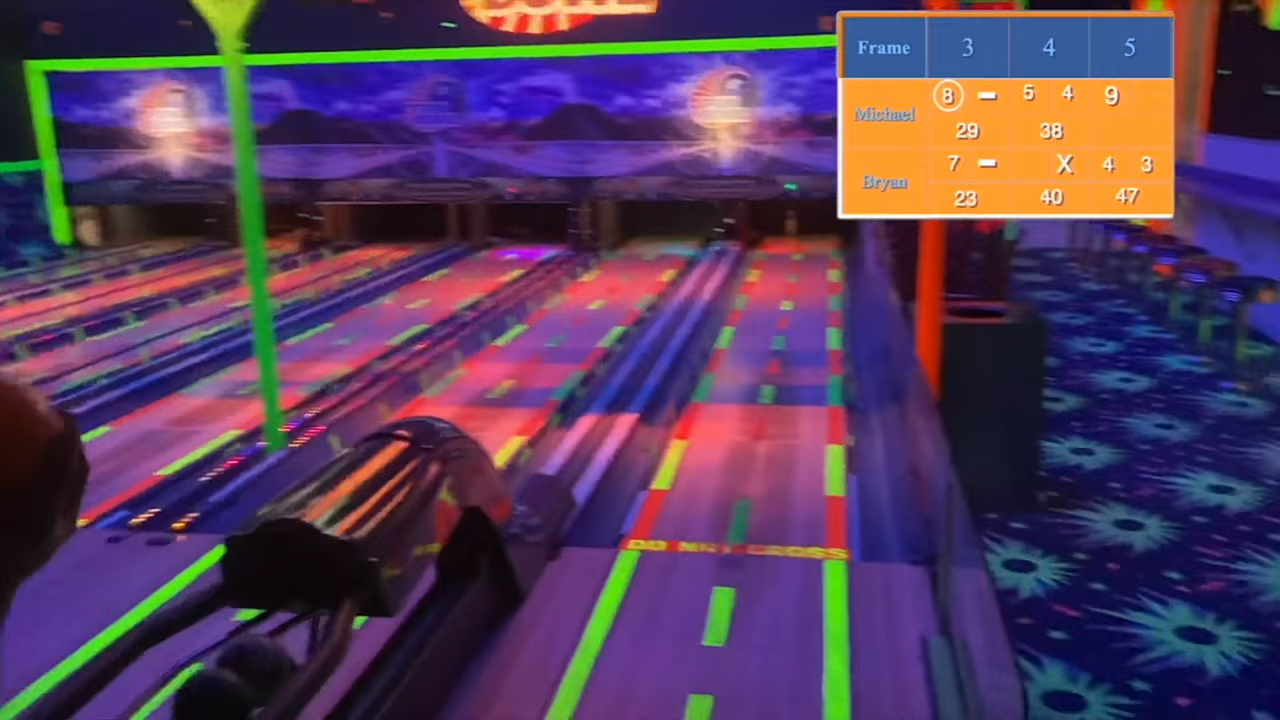 Frame 3 4 5
Michael 8 - 5 4 9
29 38
Bryan 7 - X 4 3
23 40 47
DO NOT CROSS